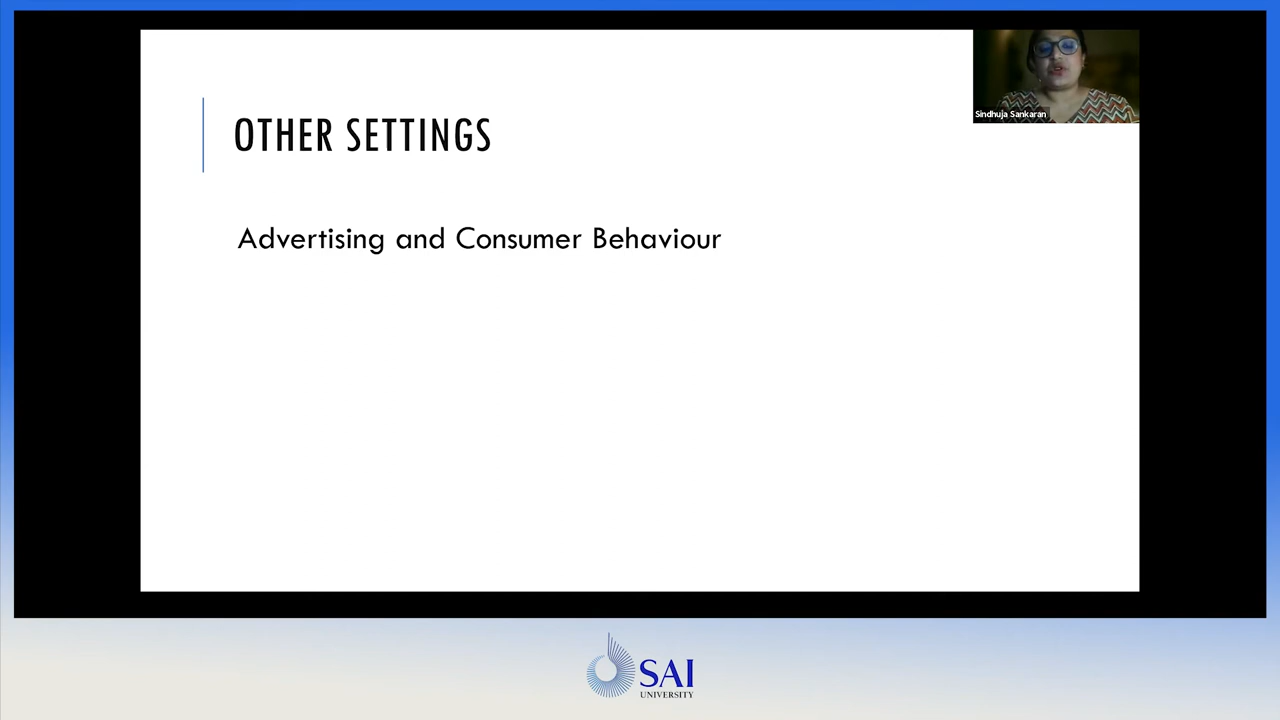 OTHER SETTINGS
Sindhuja Sankaran
Advertising and Consumer Behaviour
SAI
UNIVERSITY